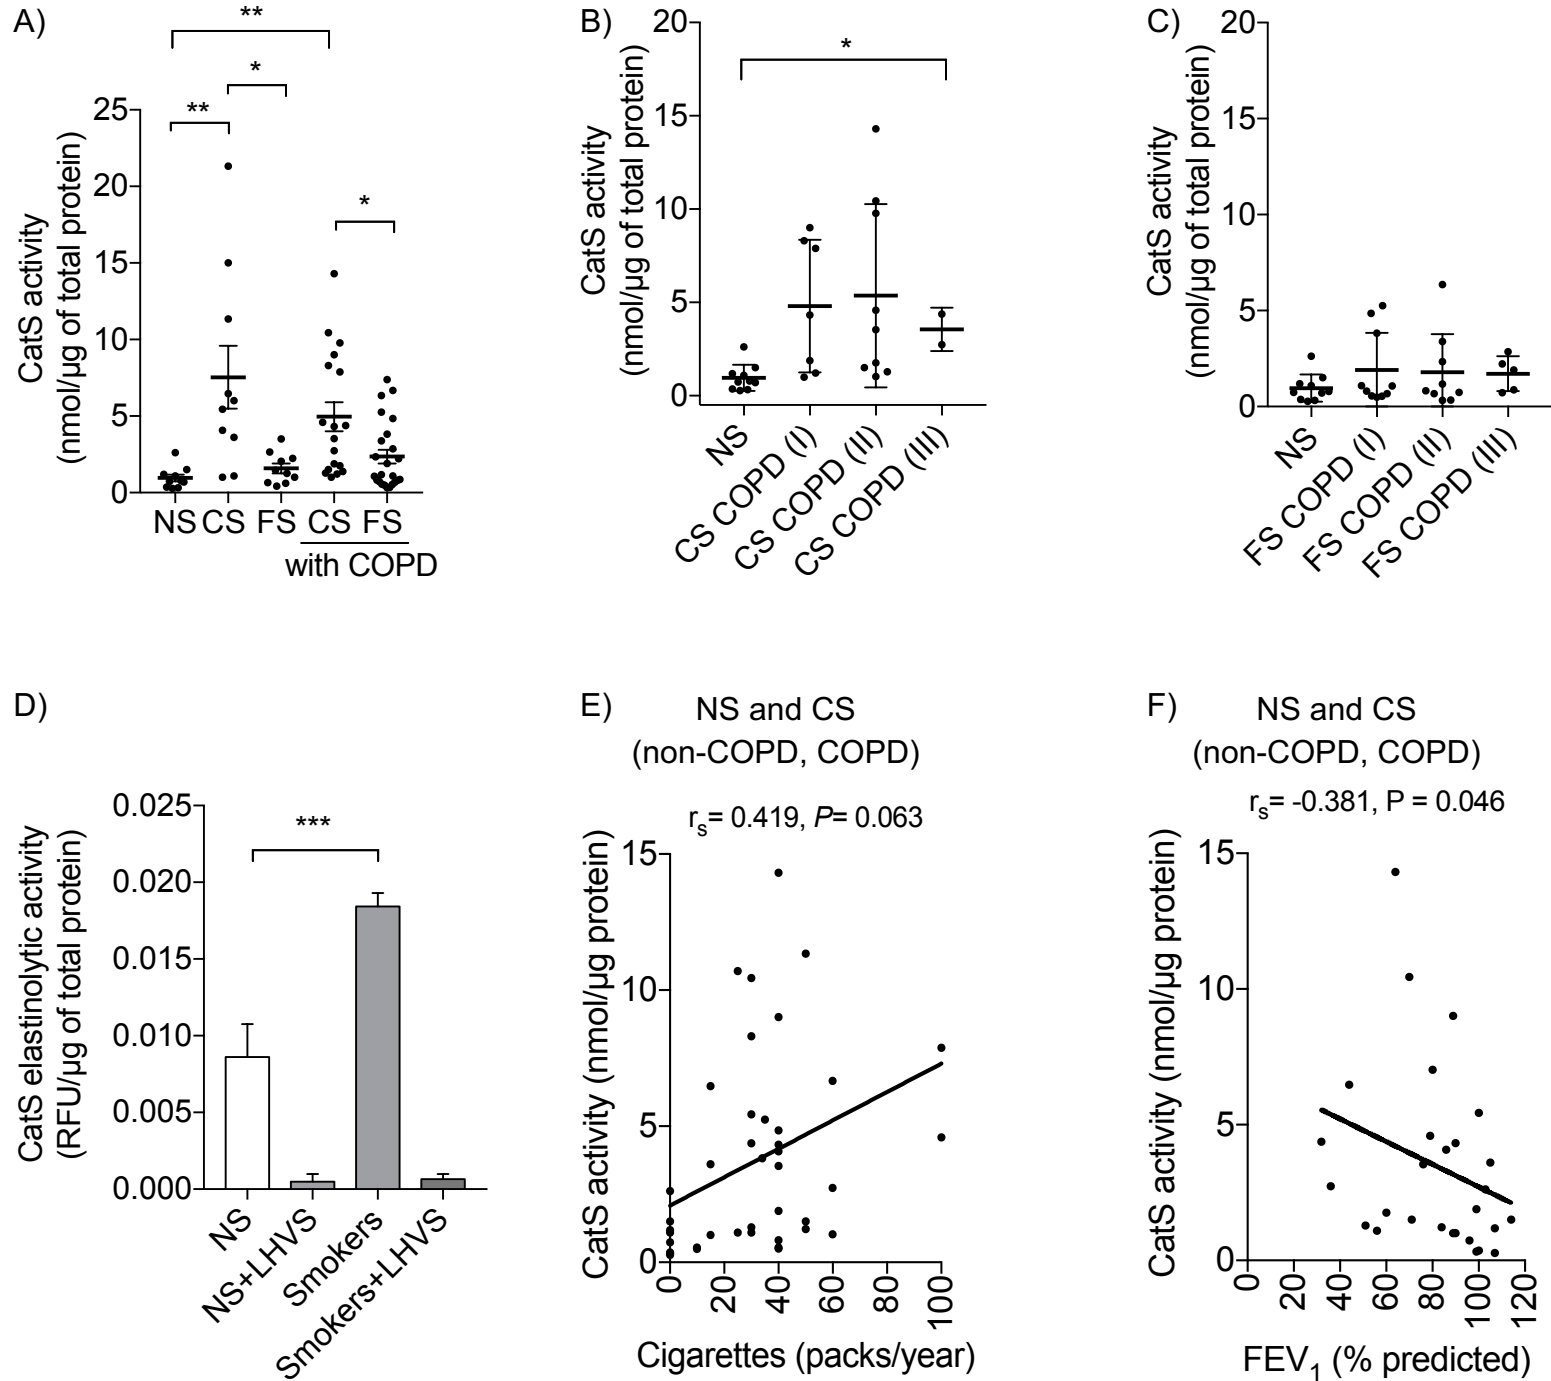 A)
**
*
**
*
CatS activity
(nmol/µg of total protein)
25
20
15
10
5
0
NS CS FS CS FS
with COPD
B)
*
CatS activity
(nmol/µg of total protein)
20
15
10
5
0
NS
CS COPD (I)
CS COPD (II)
CS COPD (III)
C)
CatS activity
(nmol/µg of total protein)
20
15
10
5
0
NS
FS COPD (I)
FS COPD (II)
FS COPD (III)
D)
***
CatS elastinolytic activity
(RFU/µg of total protein)
0.025
0.020
0.015
0.010
0.005
0.000
NS
NS+LHVS
Smokers
Smokers+LHVS
E)
NS and CS
(non-COPD, COPD)
rs= 0.419, P= 0.063
CatS activity (nmol/µg protein)
15
10
5
0
0 20 40 60 80 100
Cigarettes (packs/year)
F)
NS and CS
(non-COPD, COPD)
rs= -0.381, P = 0.046
CatS activity (nmol/µg protein)
15
10
5
0
0 20 40 60 80 100 120
FEV1 (% predicted)